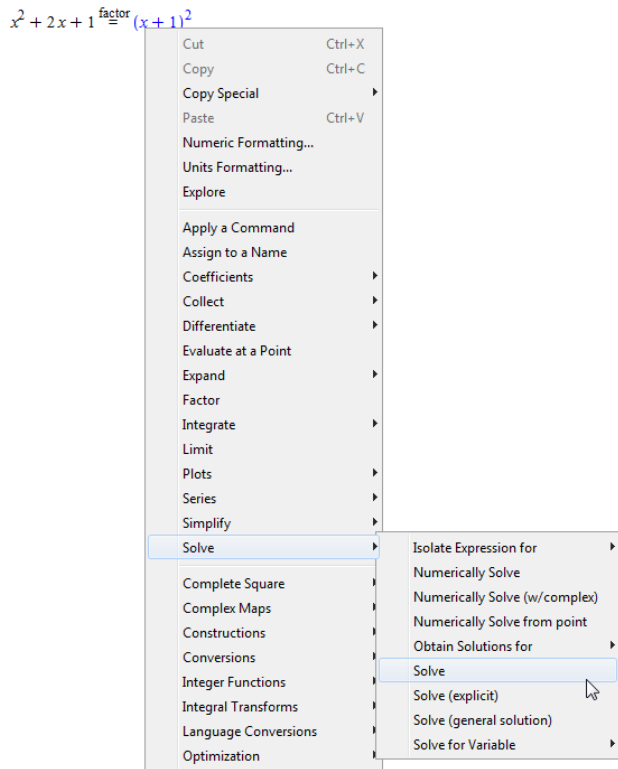 x² + 2x + 1 factor = (x + 1)²
Cut Ctrl+X
Copy Ctrl+C
Copy Special
Paste Ctrl+V
Numeric Formatting...
Units Formatting...
Explore
Apply a Command
Assign to a Name
Coefficients
Collect
Differentiate
Evaluate at a Point
Expand
Factor
Integrate
Limit
Plots
Series
Simplify
Solve
Complete Square
Complex Maps
Constructions
Conversions
Integer Functions
Integral Transforms
Language Conversions
Optimization
Isolate Expression for
Numerically Solve
Numerically Solve (w/complex)
Numerically Solve from point
Obtain Solutions for
Solve
Solve (explicit)
Solve (general solution)
Solve for Variable